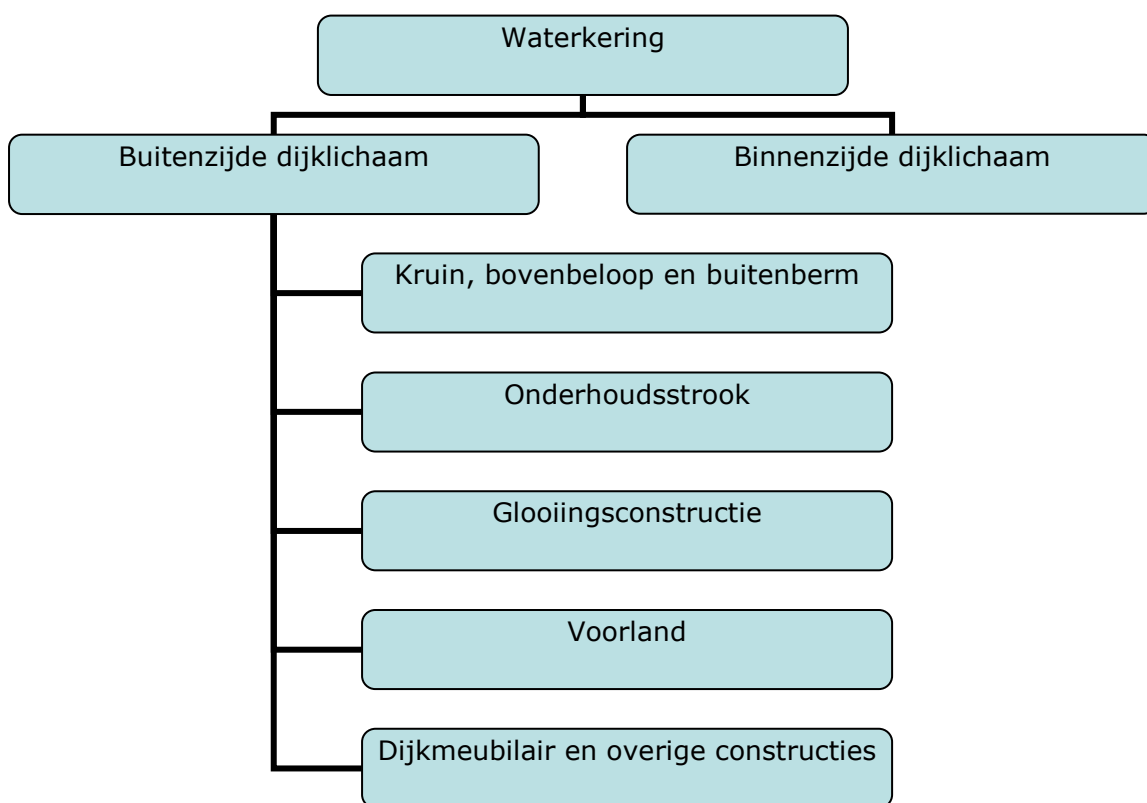 Waterkering
Buitenzijde dijklichaam
Binnenzijde dijklichaam
Kruin, bovenbeloop en buitenberm
Onderhoudsstrook
Glooiingsconstructie
Voorland
Dijkmeubilair en overige constructies